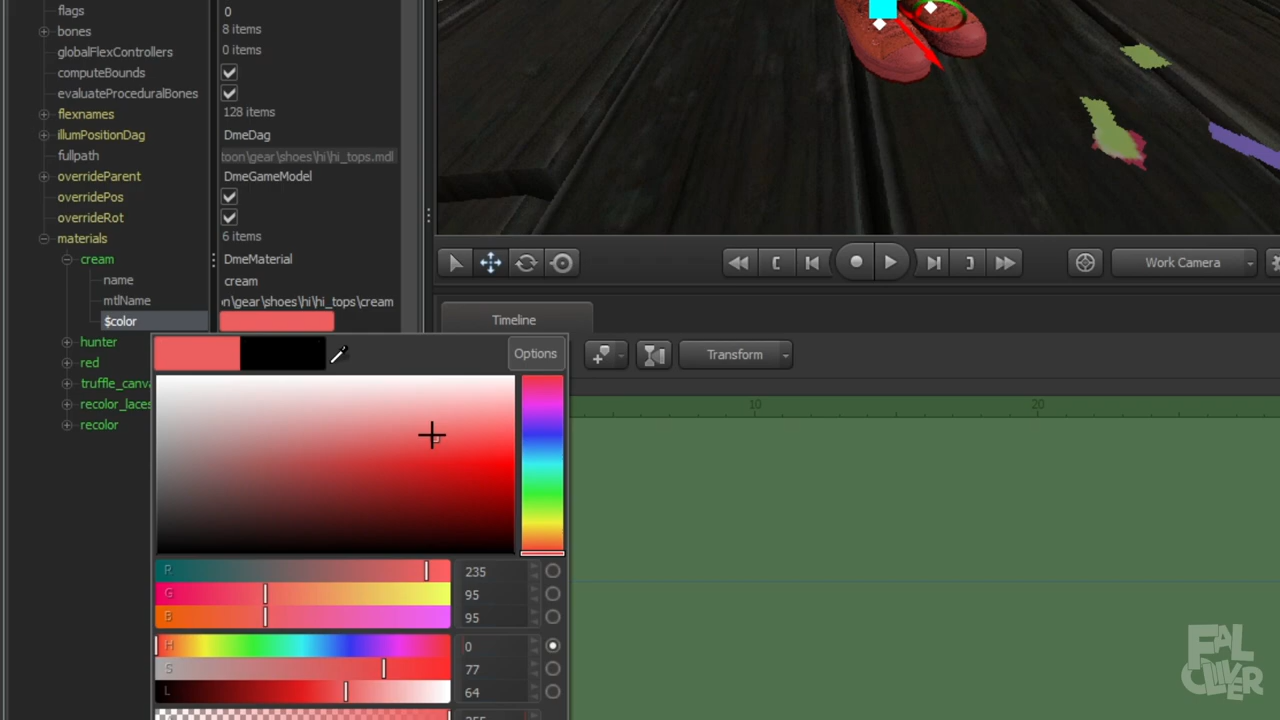 flags 0
bones 8 items
globalFlexControllers 0 items
computeBounds
evaluateProceduralBones
flexnames 128 items
illumPositionDag DmeDag
fullpath toon\gear\shoes\hi\hi_tops.mdl
overrideParent DmeGameModel
overridePos
overrideRot
materials 6 items
cream DmeMaterial
name cream
mtlName n\gear\shoes\hi\hi_tops\cream
$color
hunter
red
truffle_canva
recolor_laces
recolor
Work Camera
Timeline
Options
Transform
10 20
R 235
G 95
B 95
H 0
S 77
L 64
255
FAL
CLIVER